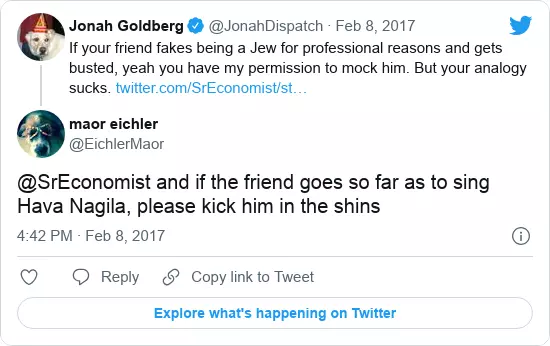 Jonah Goldberg @JonahDispatch · Feb 8, 2017
If your friend fakes being a Jew for professional reasons and gets
busted, yeah you have my permission to mock him. But your analogy
sucks. twitter.com/SrEconomist/st…
maor eichler
@EichlerMaor
@SrEconomist and if the friend goes so far as to sing
Hava Nagila, please kick him in the shins
4:42 PM · Feb 8, 2017
Reply Copy link to Tweet
Explore what's happening on Twitter